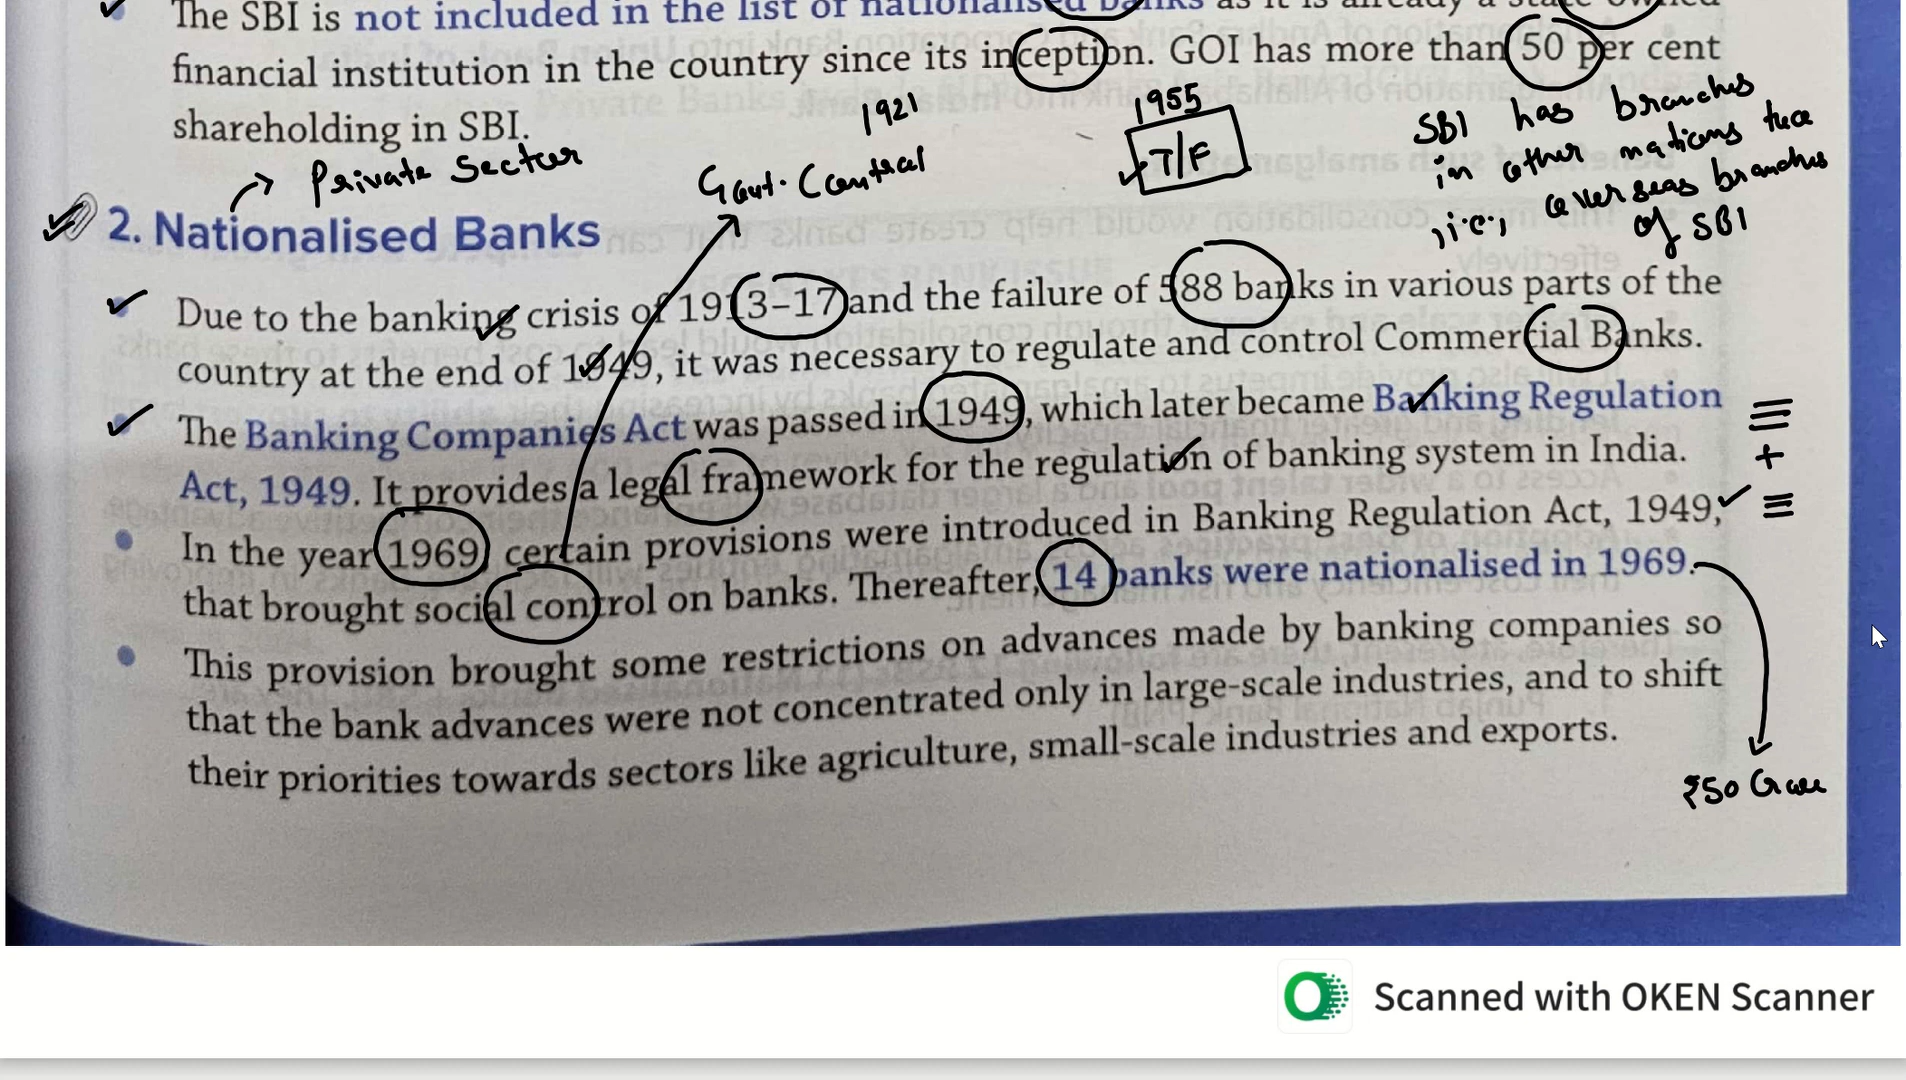 The SBI is not included in the list of nationalised banks as it is already a state-owned
financial institution in the country since its inception. GOI has more than 50 per cent
shareholding in SBI.
1921
1955
T/F
SBI has branches
in other nations
i.e., overseas branches
of SBI
Private Sector
Govt. Control
2. Nationalised Banks
Due to the banking crisis of 1913–17 and the failure of 588 banks in various parts of the
country at the end of 1949, it was necessary to regulate and control Commercial Banks.
The Banking Companies Act was passed in 1949, which later became Banking Regulation
Act, 1949. It provides a legal framework for the regulation of banking system in India.
+
In the year 1969, certain provisions were introduced in Banking Regulation Act, 1949,
that brought social control on banks. Thereafter, 14 banks were nationalised in 1969.
This provision brought some restrictions on advances made by banking companies so
that the bank advances were not concentrated only in large-scale industries, and to shift
their priorities towards sectors like agriculture, small-scale industries and exports.
₹50
Scanned with OKEN Scanner